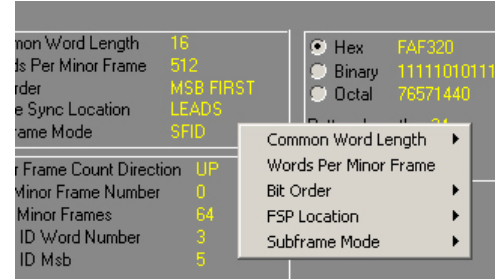 mon Word Length 16
ds Per Minor Frame 512
rder MSB FIRST
e Sync Location LEADS
rame Mode SFID
Hex FAF320
Binary 11111010111
Octal 76571440
Common Word Length
Words Per Minor Frame
Bit Order
FSP Location
Subframe Mode
r Frame Count Direction UP
Minor Frame Number 0
Minor Frames 64
ID Word Number 3
ID Msb 5